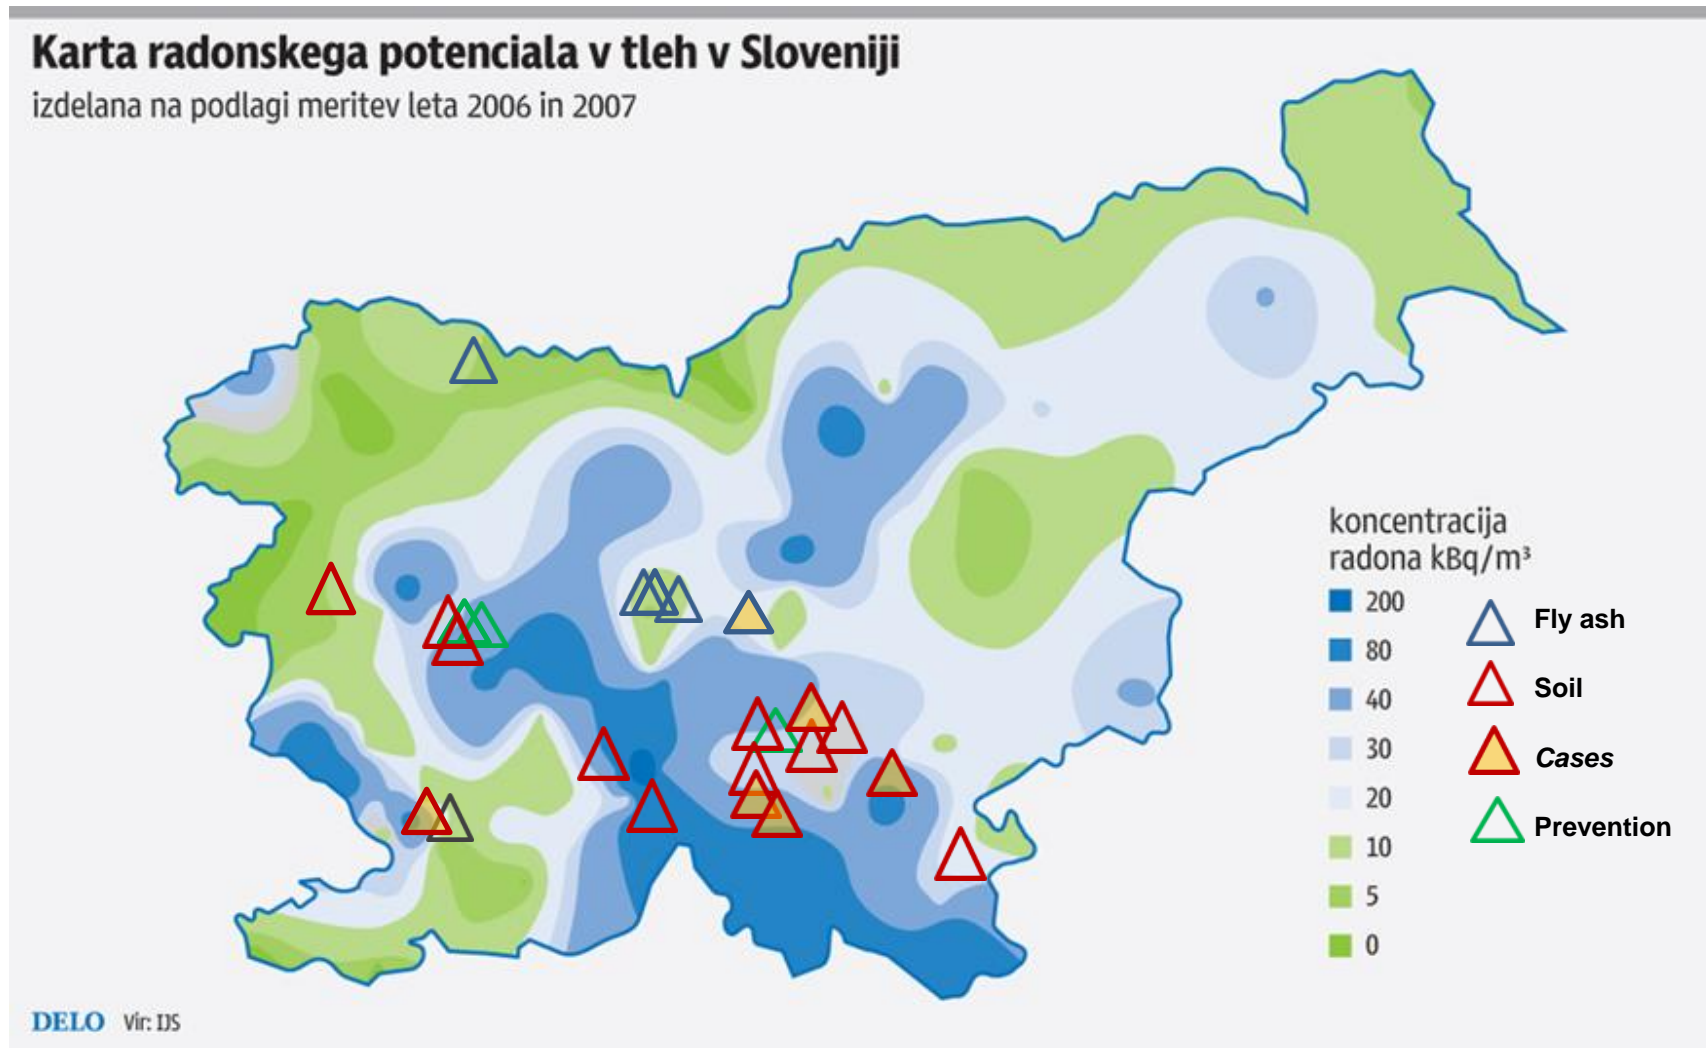 Karta radonskega potenciala v tleh v Sloveniji
izdelana na podlagi meritev leta 2006 in 2007
koncentracija
radona kBq/m³
200
80
40
30
20
10
5
0
Fly ash
Soil
Cases
Prevention
DELO Vir: IJS